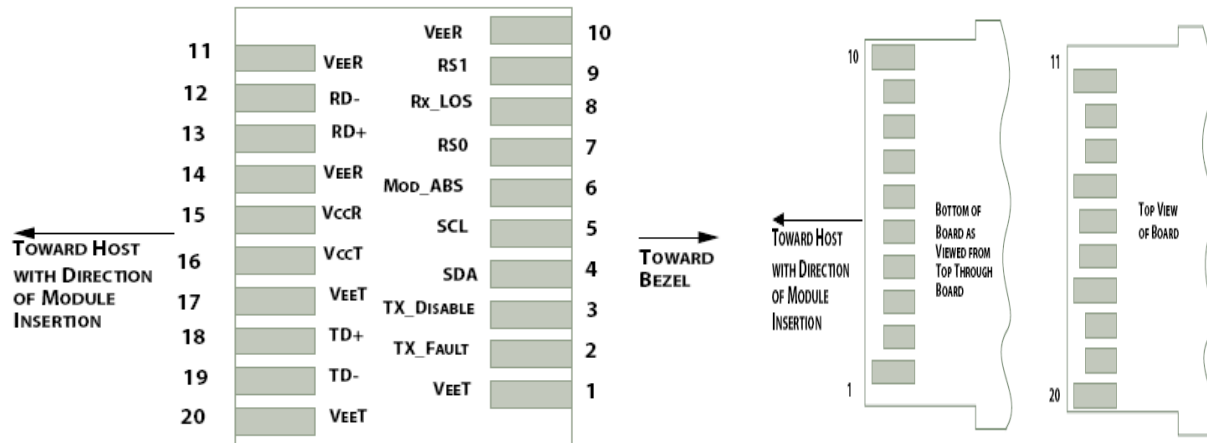 11
VEER
12
RD-
13
RD+
14
VEER
15
VCCR
16
VCCT
17
VEET
18
TD+
19
TD-
20
VEET
VEER
10
RS1
9
RX_LOS
8
RS0
7
MOD_ABS
6
SCL
5
SDA
4
TX_DISABLE
3
TX_FAULT
2
VEET
1
TOWARD HOST
WITH DIRECTION
OF MODULE
INSERTION
TOWARD
BEZEL
TOWARD HOST
WITH DIRECTION
OF MODULE
INSERTION
10
1
BOTTOM OF
BOARD AS
VIEWED FROM
TOP THROUGH
BOARD
11
20
TOP VIEW
OF BOARD